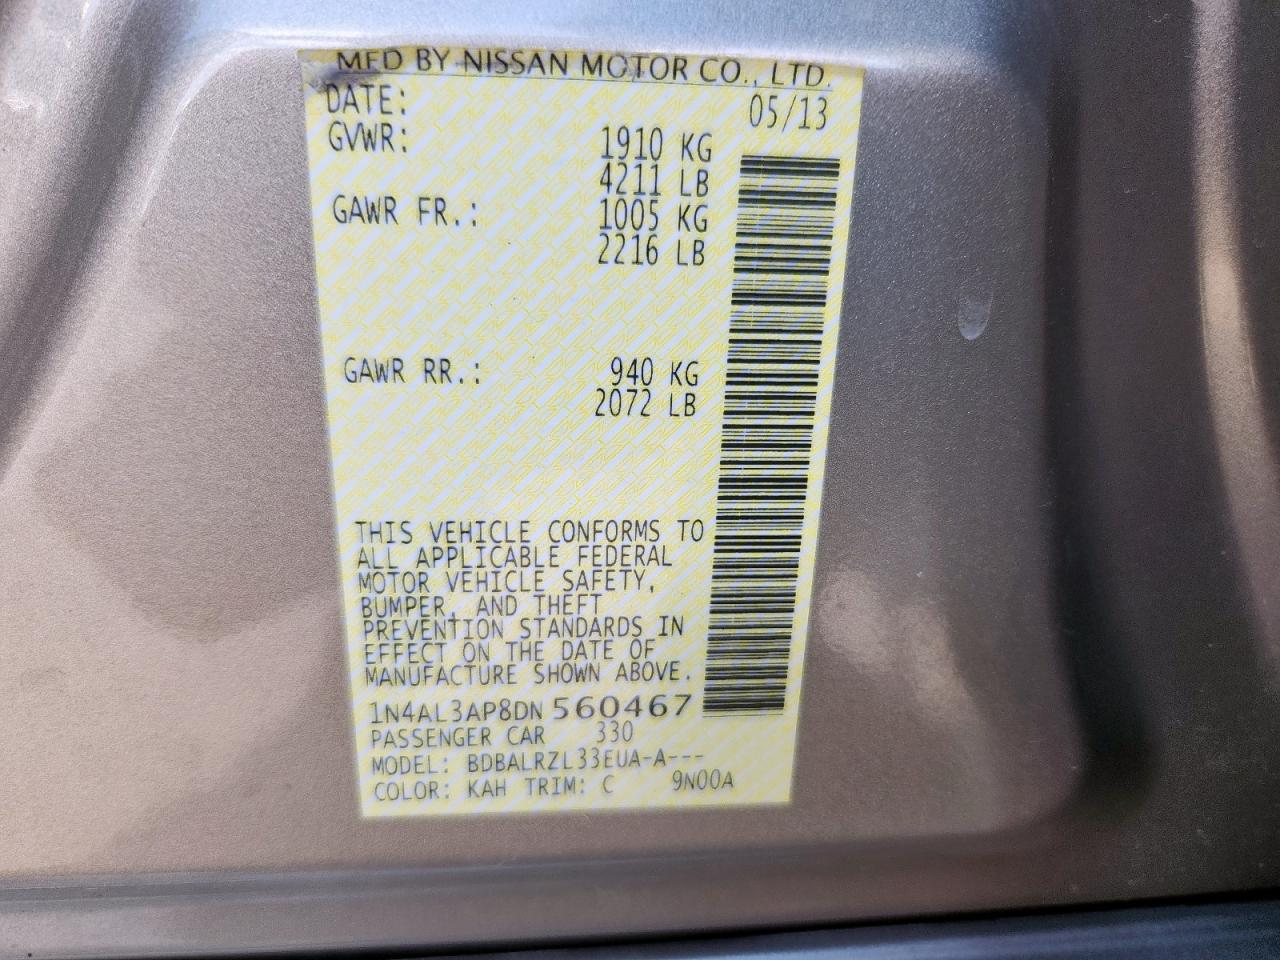 MFD BY NISSAN MOTOR CO., LTD.
DATE: 05/13
GVWR: 1910 KG
4211 LB
GAWR FR.: 1005 KG
2216 LB
GAWR RR.: 940 KG
2072 LB
THIS VEHICLE CONFORMS TO
ALL APPLICABLE FEDERAL
MOTOR VEHICLE SAFETY,
BUMPER, AND THEFT
PREVENTION STANDARDS IN
EFFECT ON THE DATE OF
MANUFACTURE SHOWN ABOVE.
1N4AL3AP8DN560467
PASSENGER CAR 330
MODEL: BDBALRZL33EUA-A---
COLOR: KAH TRIM: C 9N00A